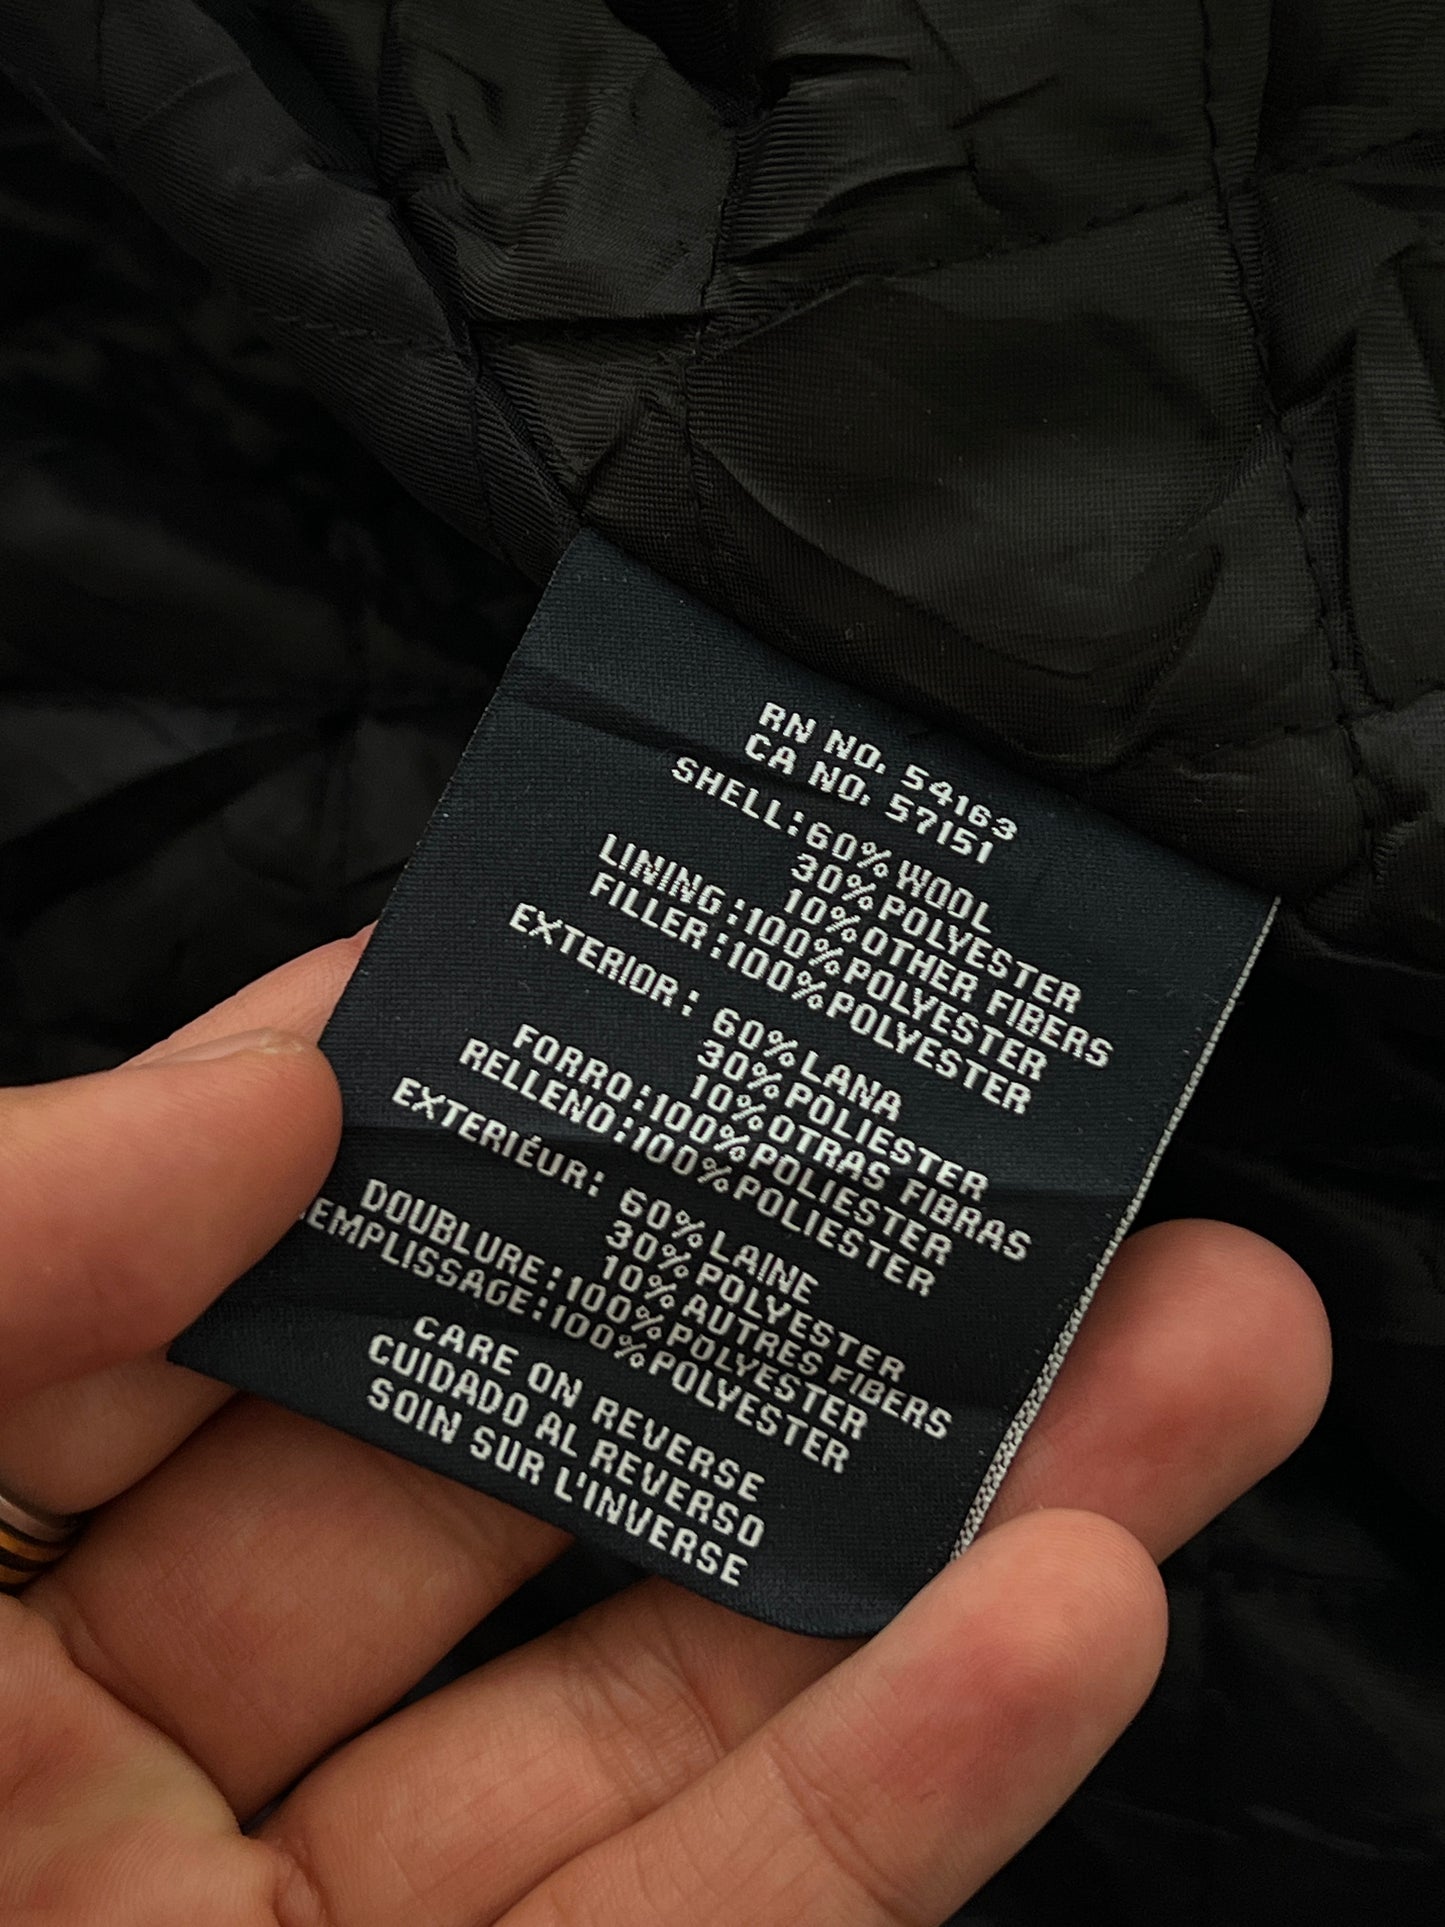 RN NO. 54163
CA NO. 57151
SHELL:60% WOOL
30% POLYESTER
10% OTHER FIBERS
LINING:100% POLYESTER
FILLER:100% POLYESTER
EXTERIOR: 60% LANA
30% POLIESTER
10% OTRAS FIBRAS
FORRO:100% POLIESTER
RELLENO:100% POLIESTER
EXTERIÉUR: 60% LAINE
30% POLYESTER
10% AUTRES FIBERS
DOUBLURE:100% POLYESTER
REMPLISSAGE:100% POLYESTER
CARE ON REVERSE
CUIDADO AL REVERSO
SOIN SUR L'INVERSE